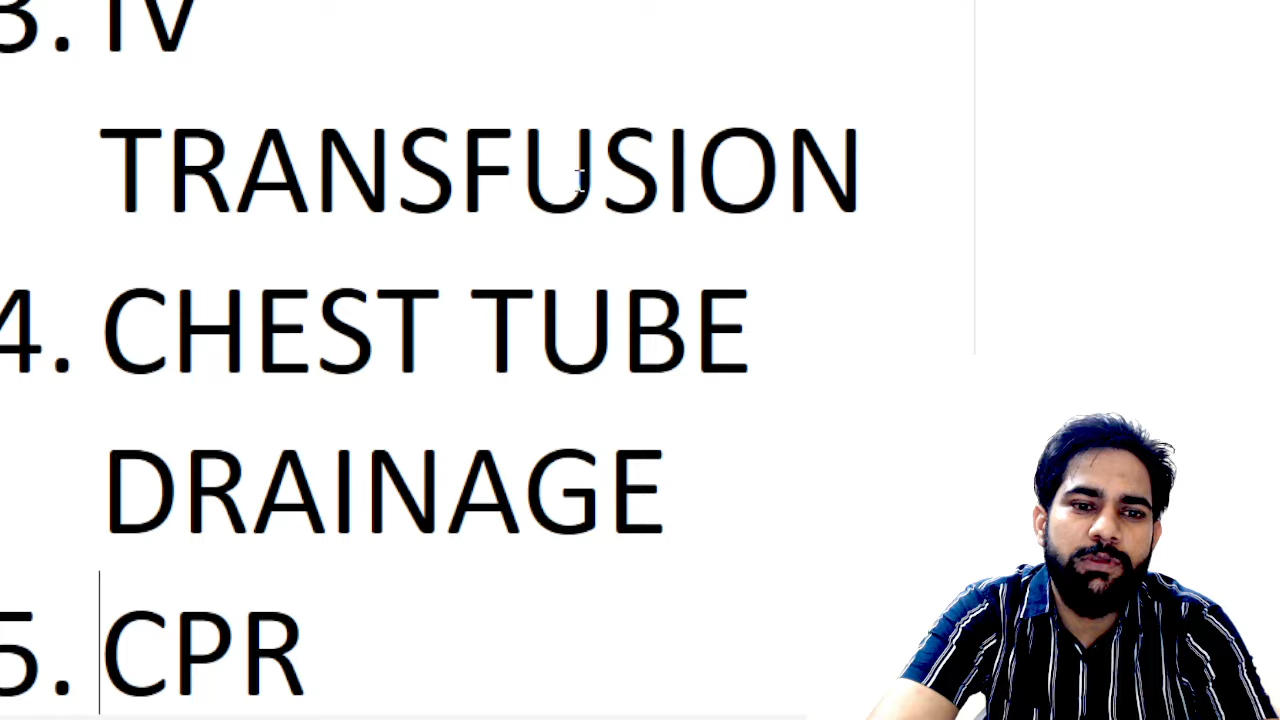 3. IV
TRANSFUSION
4. CHEST TUBE
DRAINAGE
5. CPR